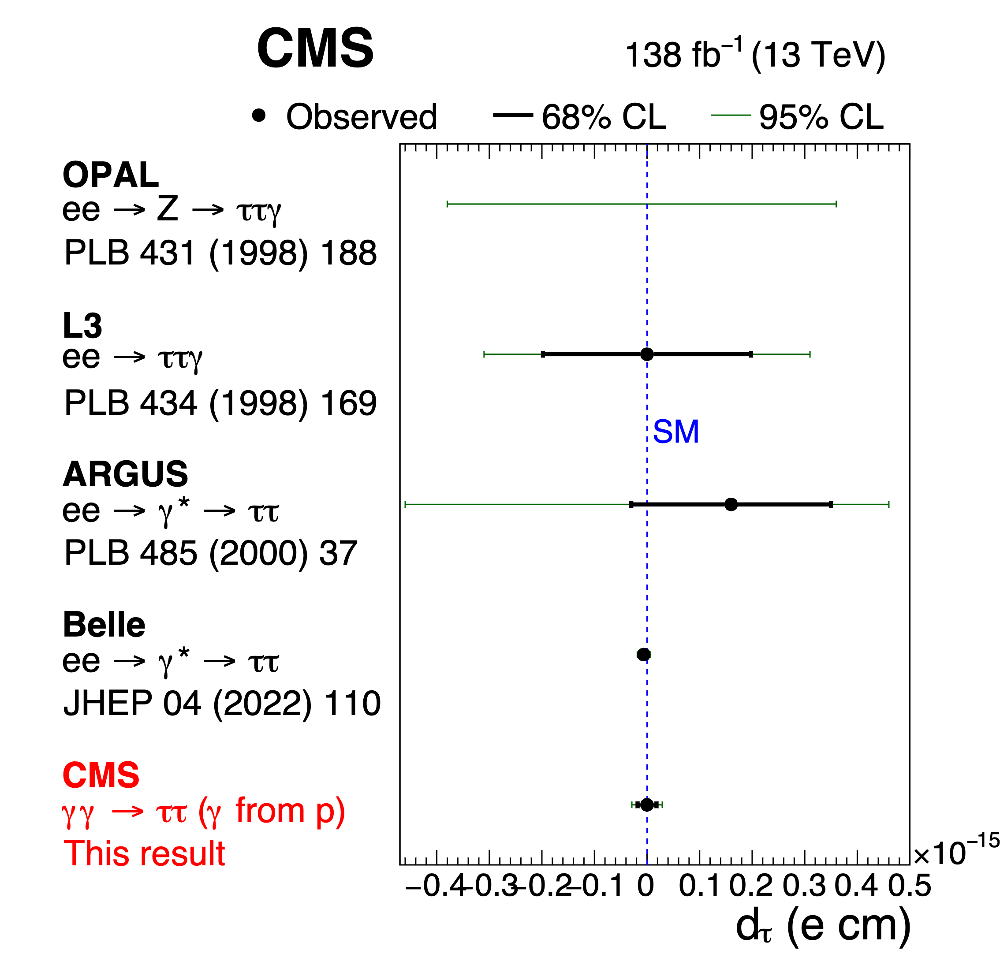 CMS
138 fb⁻¹ (13 TeV)
Observed 68% CL 95% CL
OPAL
ee → Z → ττγ
PLB 431 (1998) 188
L3
ee → ττγ
PLB 434 (1998) 169
SM
ARGUS
ee → γ* → ττ
PLB 485 (2000) 37
Belle
ee → γ* → ττ
JHEP 04 (2022) 110
CMS
γγ → ττ (γ from p)
This result
×10⁻¹⁵
−0.4 −0.3 −0.2 −0.1 0 0.1 0.2 0.3 0.4 0.5
d_τ (e cm)